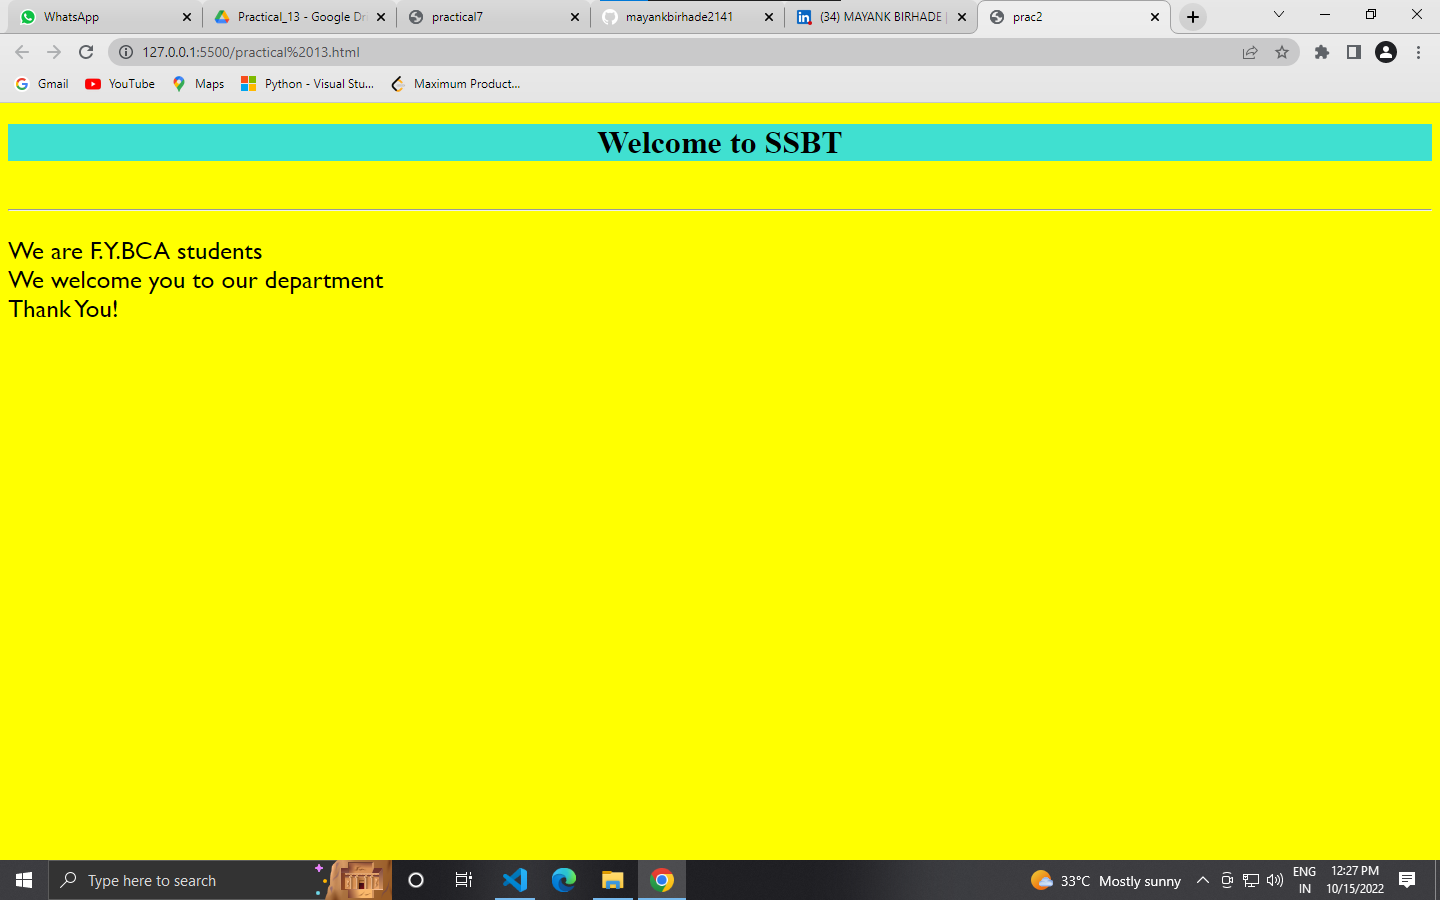 WhatsApp
Practical_13 - Google Dri
practical7
mayankbirhade2141
(34) MAYANK BIRHADE |
prac2
127.0.0.1:5500/practical%2013.html
Gmail
YouTube
Maps
Python - Visual Stu...
Maximum Product...
Welcome to SSBT
We are F.Y.BCA students
We welcome you to our department
Thank You!
Type here to search
33°C Mostly sunny
ENG
IN
12:27 PM
10/15/2022